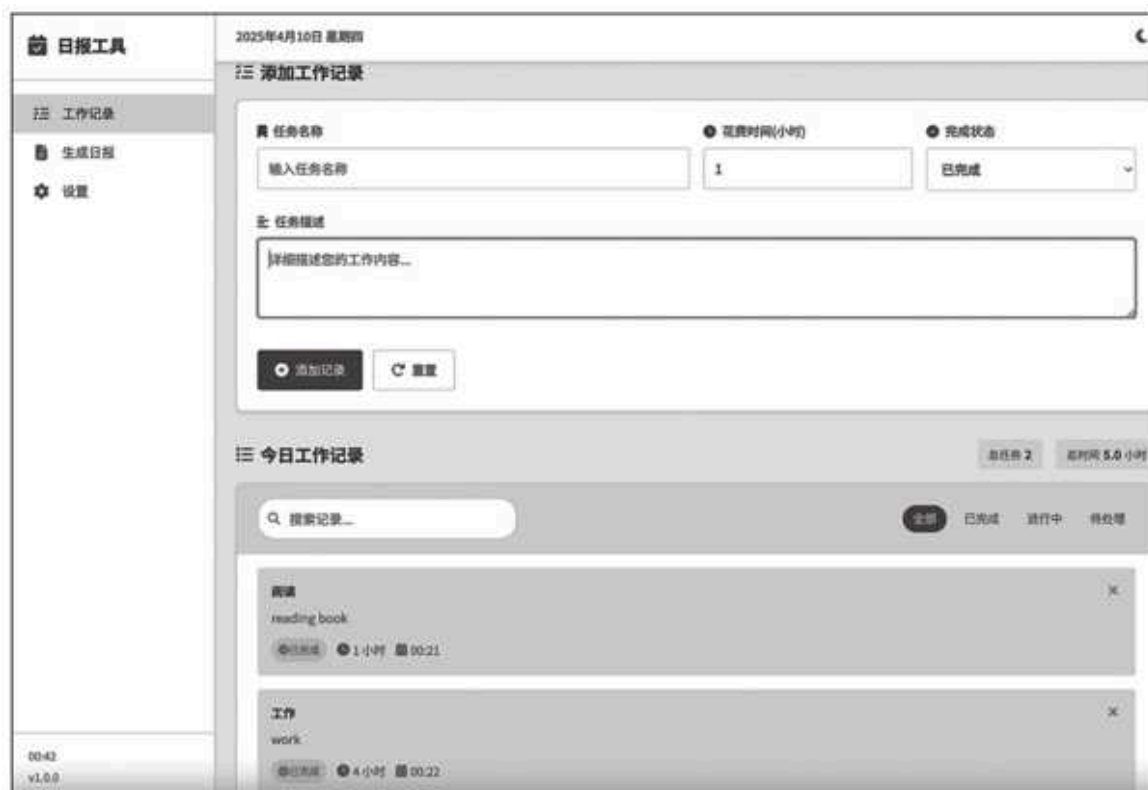 日报工具
工作记录
生成日报
设置
00:42
v1.0.0
2025年4月10日 星期四
添加工作记录
任务名称
花费时间(小时)
完成状态
输入任务名称
1
已完成
任务描述
详细描述您的工作内容...
添加记录
重置
今日工作记录
总任务 2
总时间 5.0 小时
搜索记录...
全部
已完成
进行中
待处理
阅读
reading book
已完成 1 小时 00:21
工作
work
已完成 4 小时 00:22